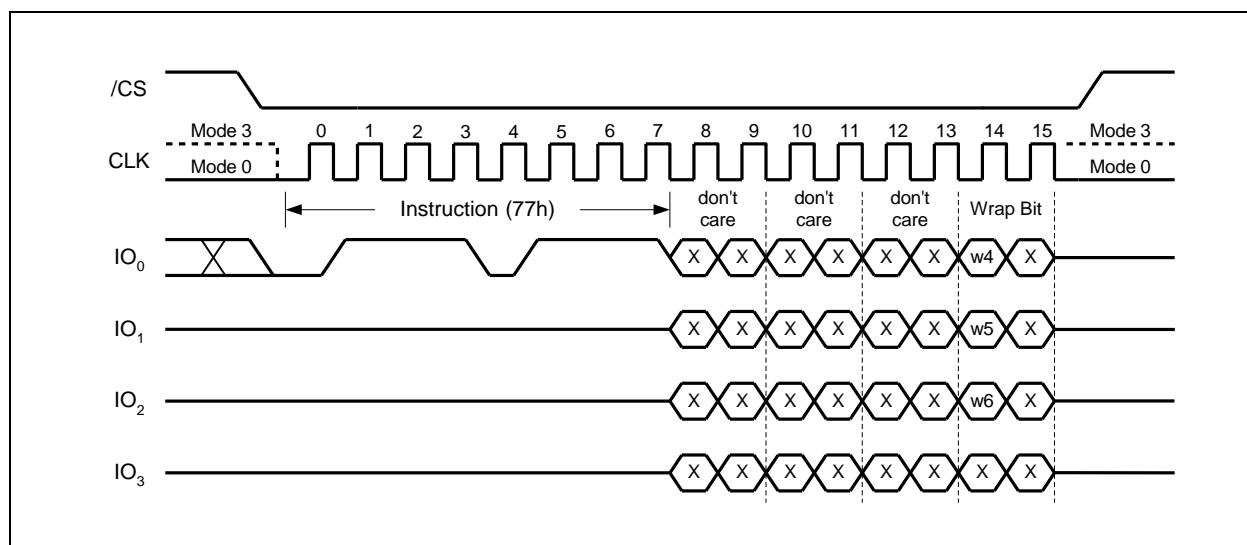 /CS
Mode 3 0 1 2 3 4 5 6 7 8 9 10 11 12 13 14 15 Mode 3
CLK
Mode 0 Mode 0
Instruction (77h) don't care don't care don't care Wrap Bit
IO0 X X X X X X w4 X
IO1 X X X X X X w5 X
IO2 X X X X X X w6 X
IO3 X X X X X X X X